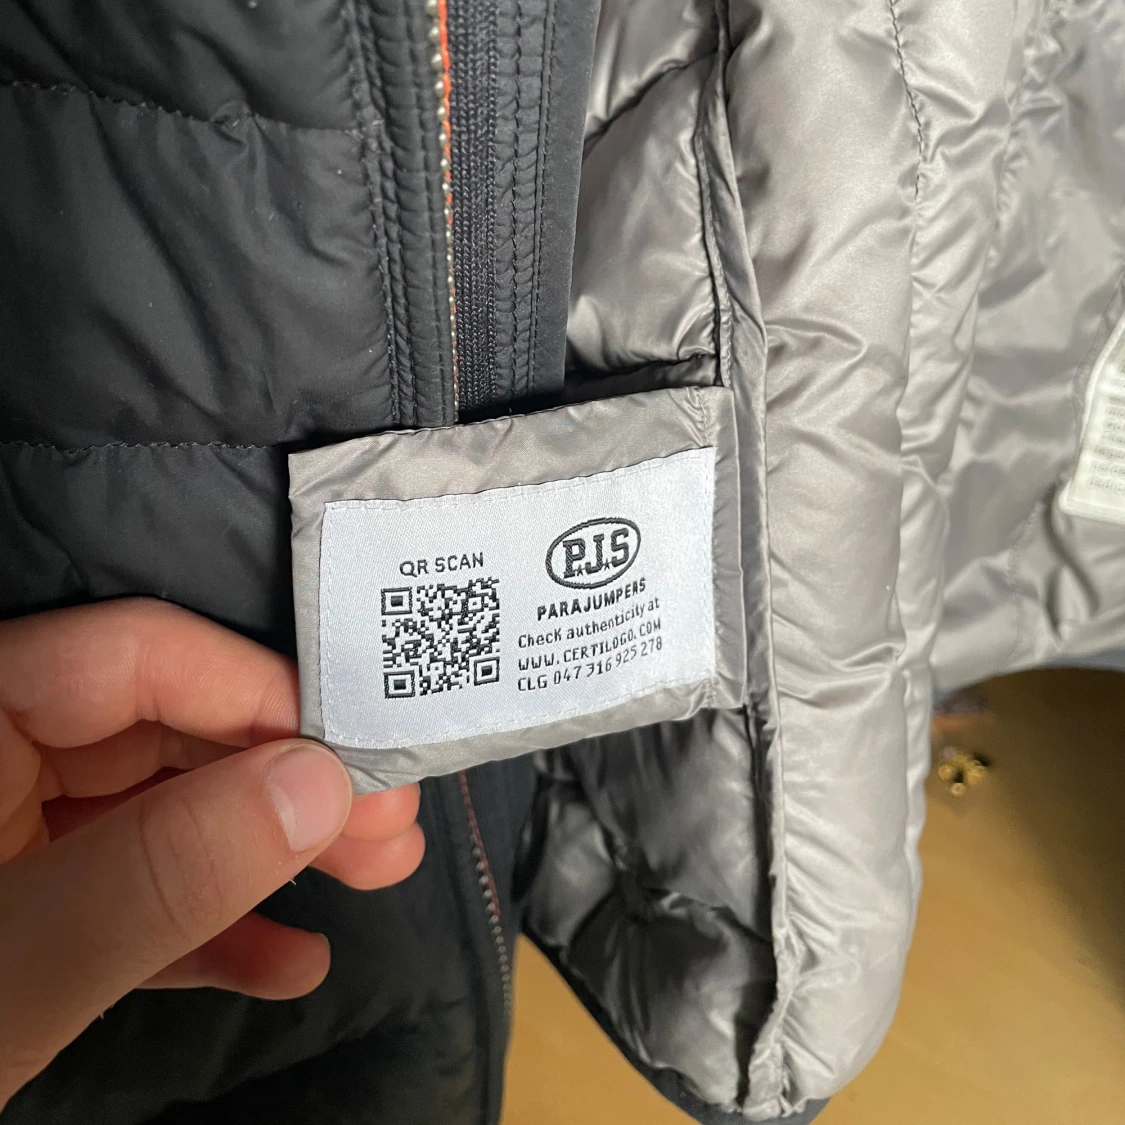 QR SCAN
P.J.S
PARAJUMPERS
Check authenticity at
WWW.CERTILOGO.COM
CLG 047 316 925 278